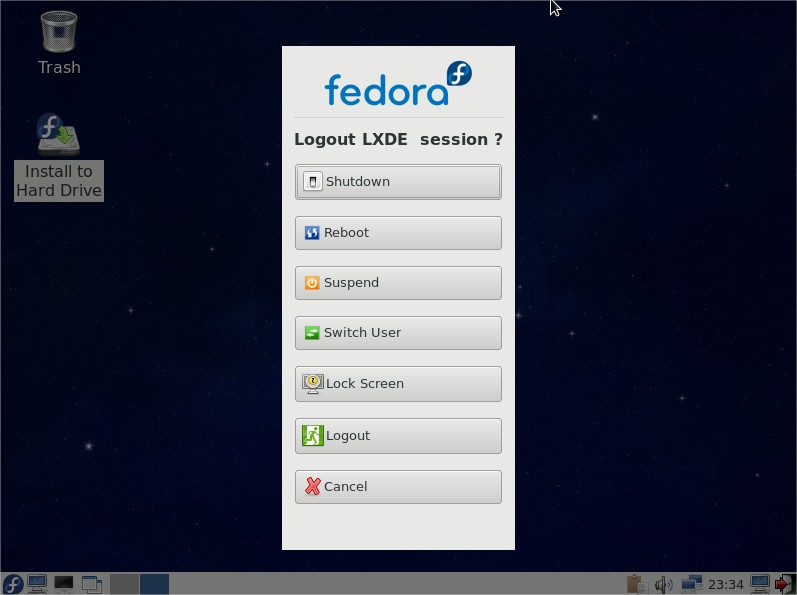 Trash
Install to
Hard Drive
fedora
Logout LXDE  session ?
Shutdown
Reboot
Suspend
Switch User
Lock Screen
Logout
Cancel
23:34